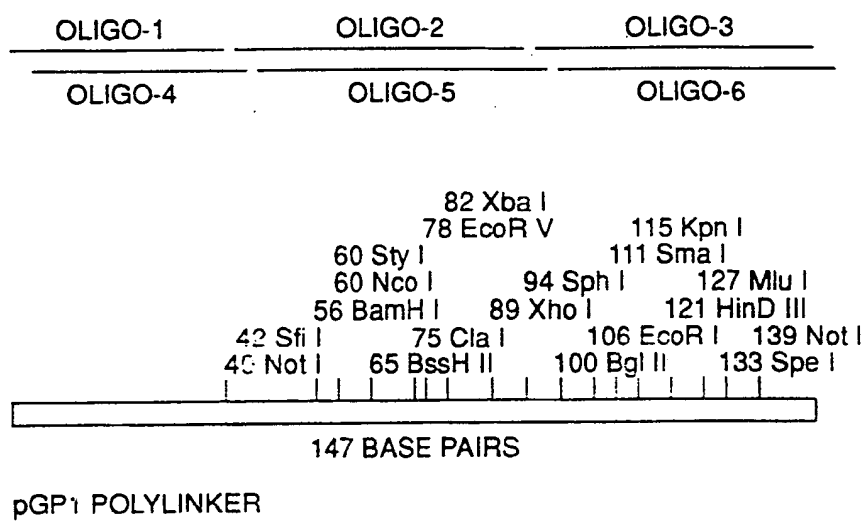 OLIGO-1 OLIGO-2 OLIGO-3
OLIGO-4 OLIGO-5 OLIGO-6
82 Xba I
78 EcoR V 115 Kpn I
60 Sty I 111 Sma I
60 Nco I 94 Sph I 127 Mlu I
56 BamH I 89 Xho I 121 HinD III
42 Sfi I 75 Cla I 106 EcoR I 139 Not I
Not I 65 BssH II 100 Bgl II 133 Spe I
147 BASE PAIRS
pGP1 POLYLINKER